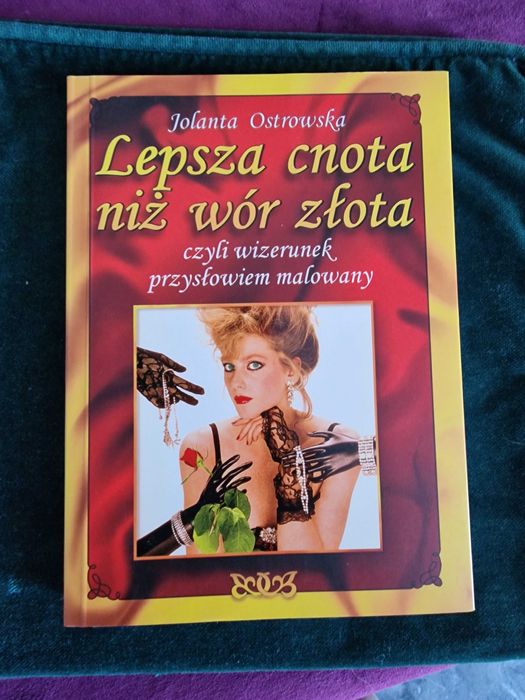 Jolanta Ostrowska
Lepsza cnota
niż wór złota
czyli wizerunek
przysłowiem malowany